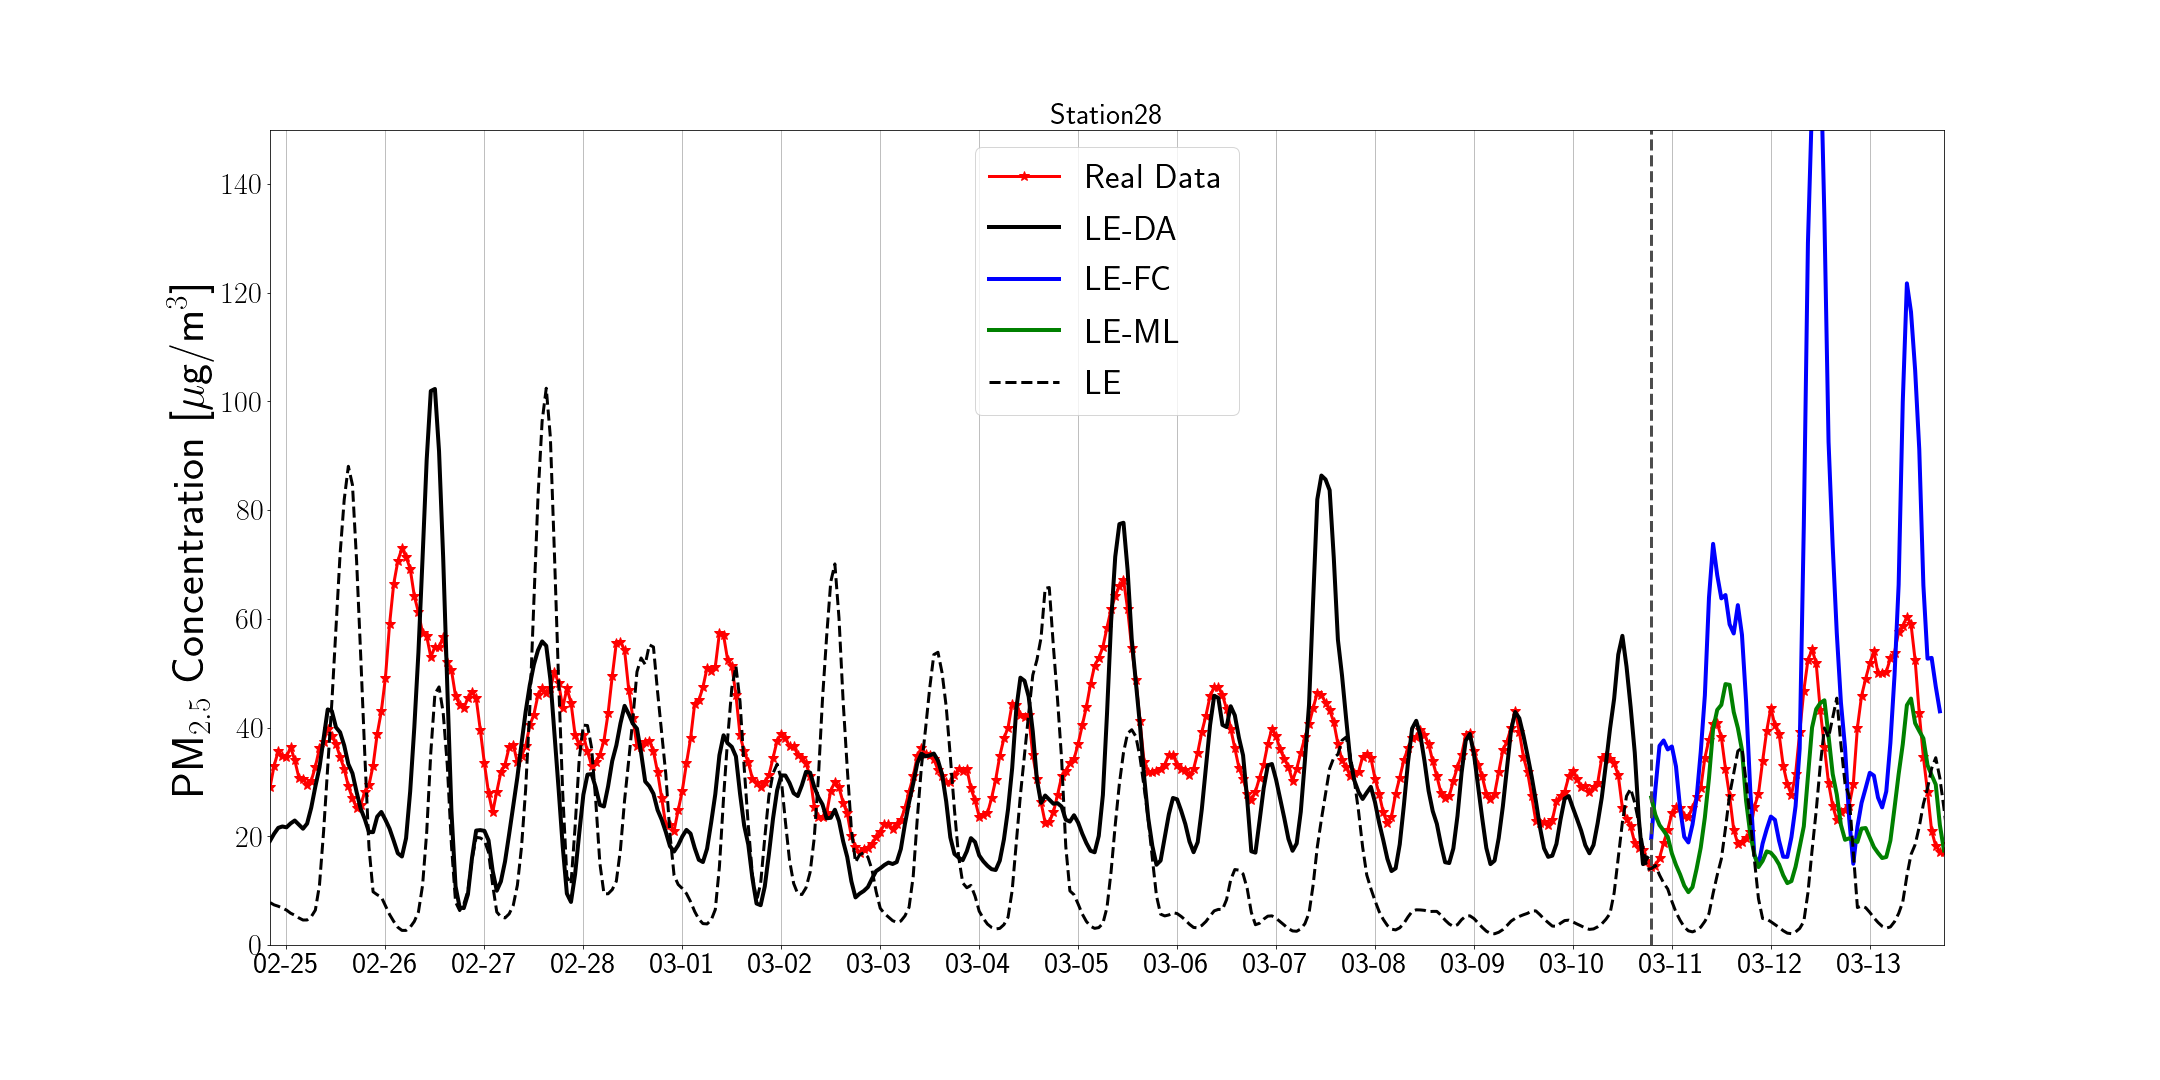 Station28
PM2.5 Concentration [μg/m³]
140
120
100
80
60
40
20
0
Real Data
LE-DA
LE-FC
LE-ML
LE
02-25 02-26 02-27 02-28 03-01 03-02 03-03 03-04 03-05 03-06 03-07 03-08 03-09 03-10 03-11 03-12 03-13